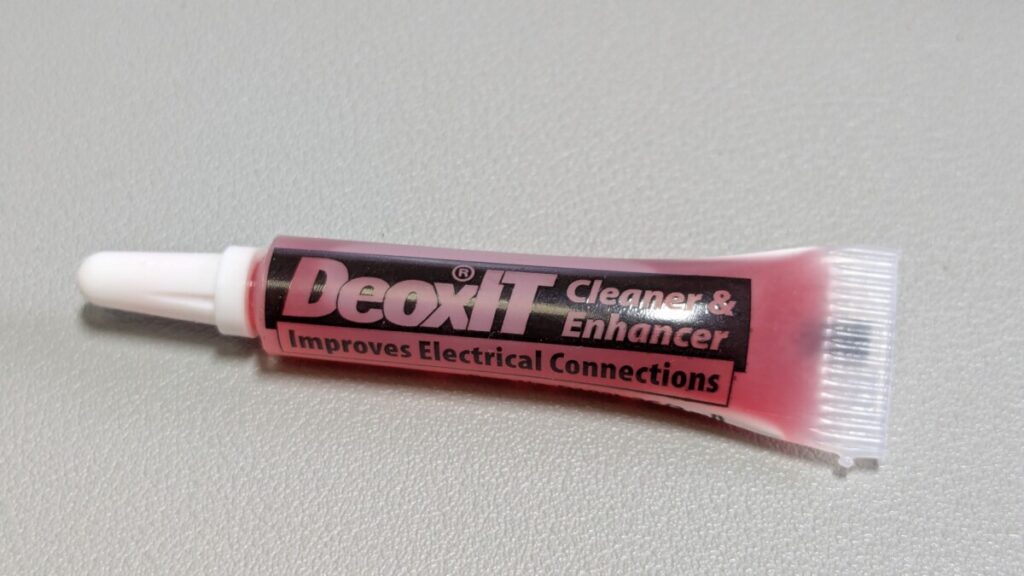 DeoxIT® Cleaner &
Enhancer
Improves Electrical Connections